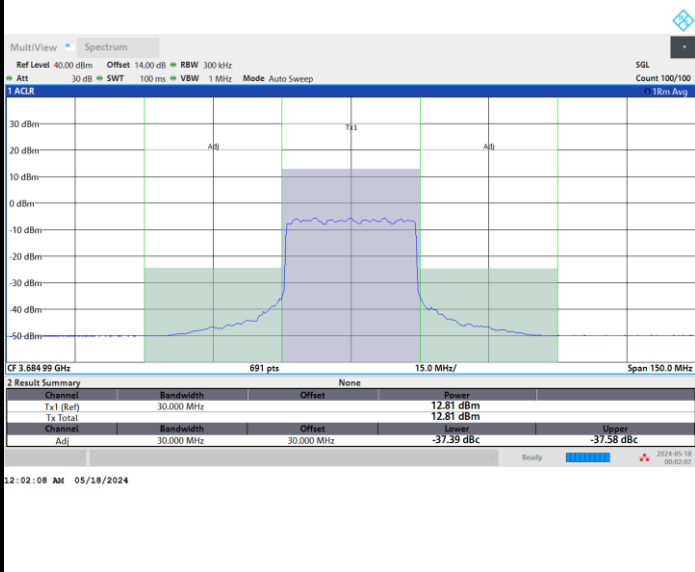 MultiView Spectrum
Ref Level 40.00 dBm Offset 14.00 dB RBW 300 kHz SGL
Att 30 dB SWT 100 ms VBW 1 MHz Mode Auto Sweep Count 100/100
1 ACLR 1Rm Avg
30 dBm
Tx1
20 dBm Adj Adj
10 dBm
0 dBm
-10 dBm
-20 dBm
-30 dBm
-40 dBm
-50 dBm
CF 3.684 99 GHz 691 pts 15.0 MHz/ Span 150.0 MHz
2 Result Summary None
Channel Bandwidth Offset Power
Tx1 (Ref) 30.000 MHz 12.81 dBm
Tx Total 12.81 dBm
Channel Bandwidth Offset Lower Upper
Adj 30.000 MHz 30.000 MHz -37.39 dBc -37.58 dBc
Ready 2024-05-18
00:02:07
12:02:08 AM 05/18/2024